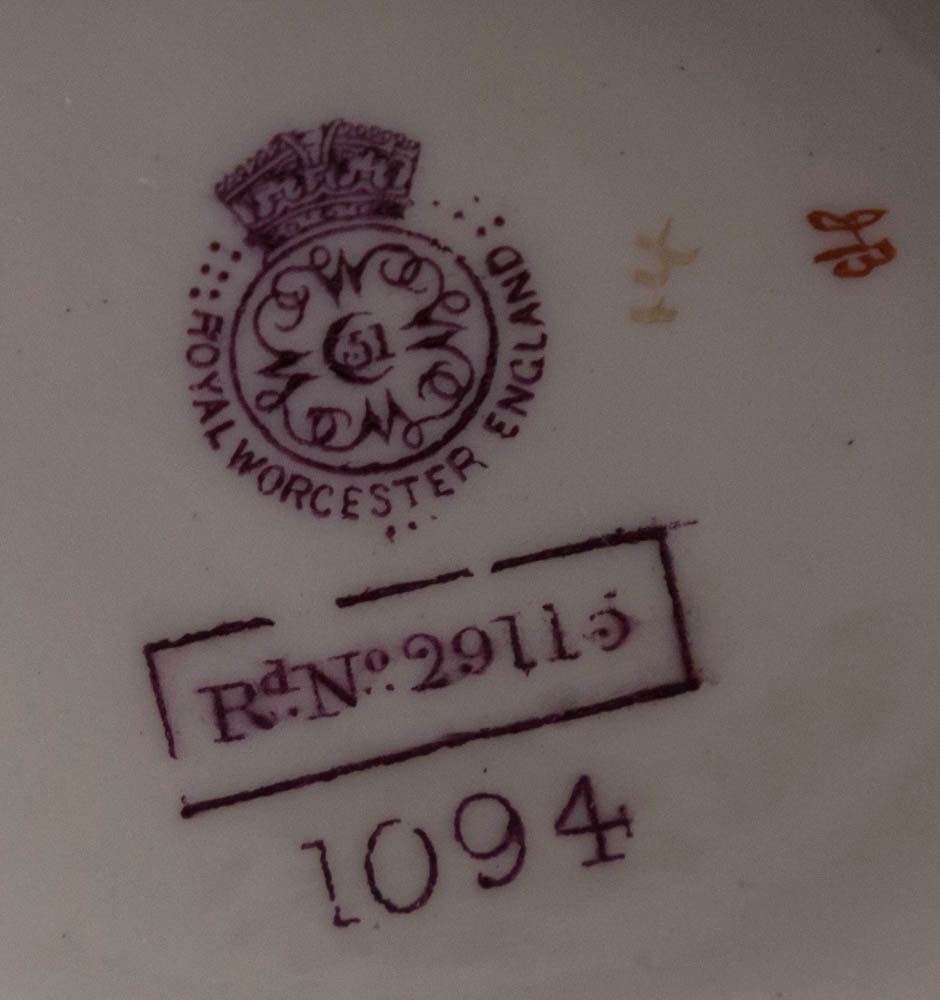 ROYAL WORCESTER ENGLAND
51
Rd. No. 29115
1094